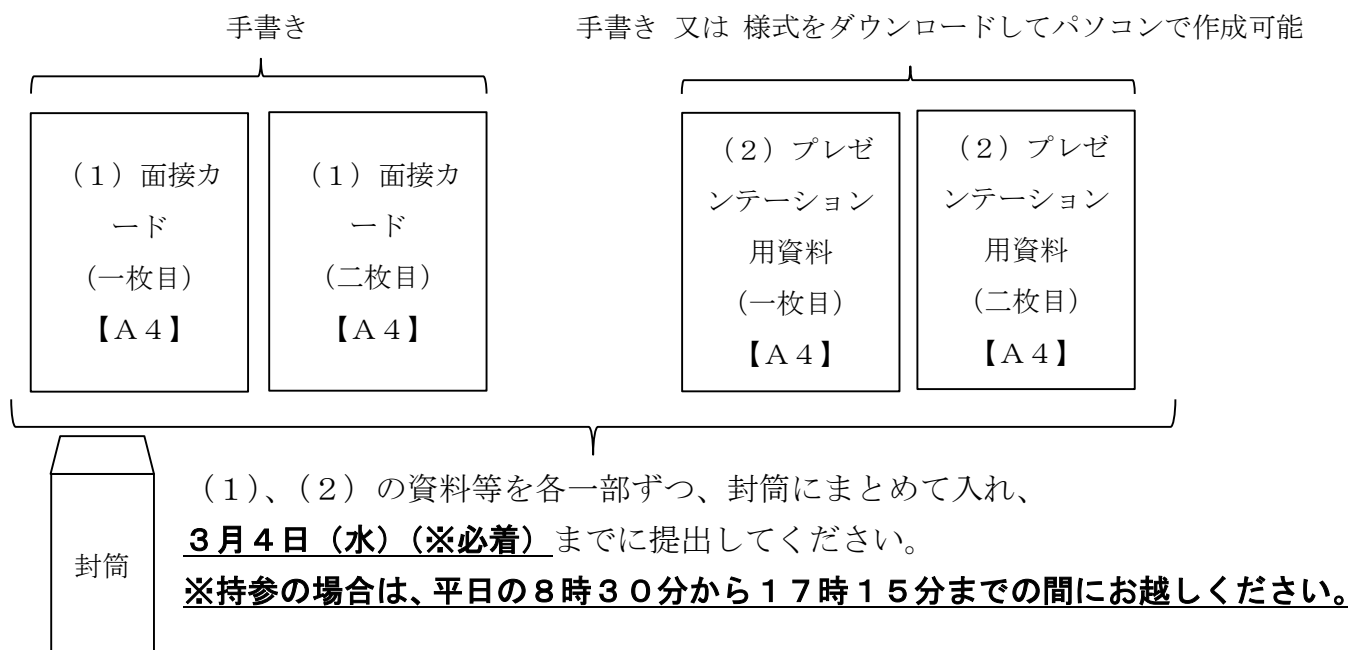 手書き
手書き 又は 様式をダウンロードしてパソコンで作成可能
(1)面接カ
ード
(一枚目)
【A4】
(1)面接カ
ード
(二枚目)
【A4】
(2)プレゼ
ンテーション
用資料
(一枚目)
【A4】
(2)プレゼ
ンテーション
用資料
(二枚目)
【A4】
封筒
(1)、(2)の資料等を各一部ずつ、封筒にまとめて入れ、
3月4日(水)(※必着)までに提出してください。
※持参の場合は、平日の8時30分から17時15分までの間にお越しください。